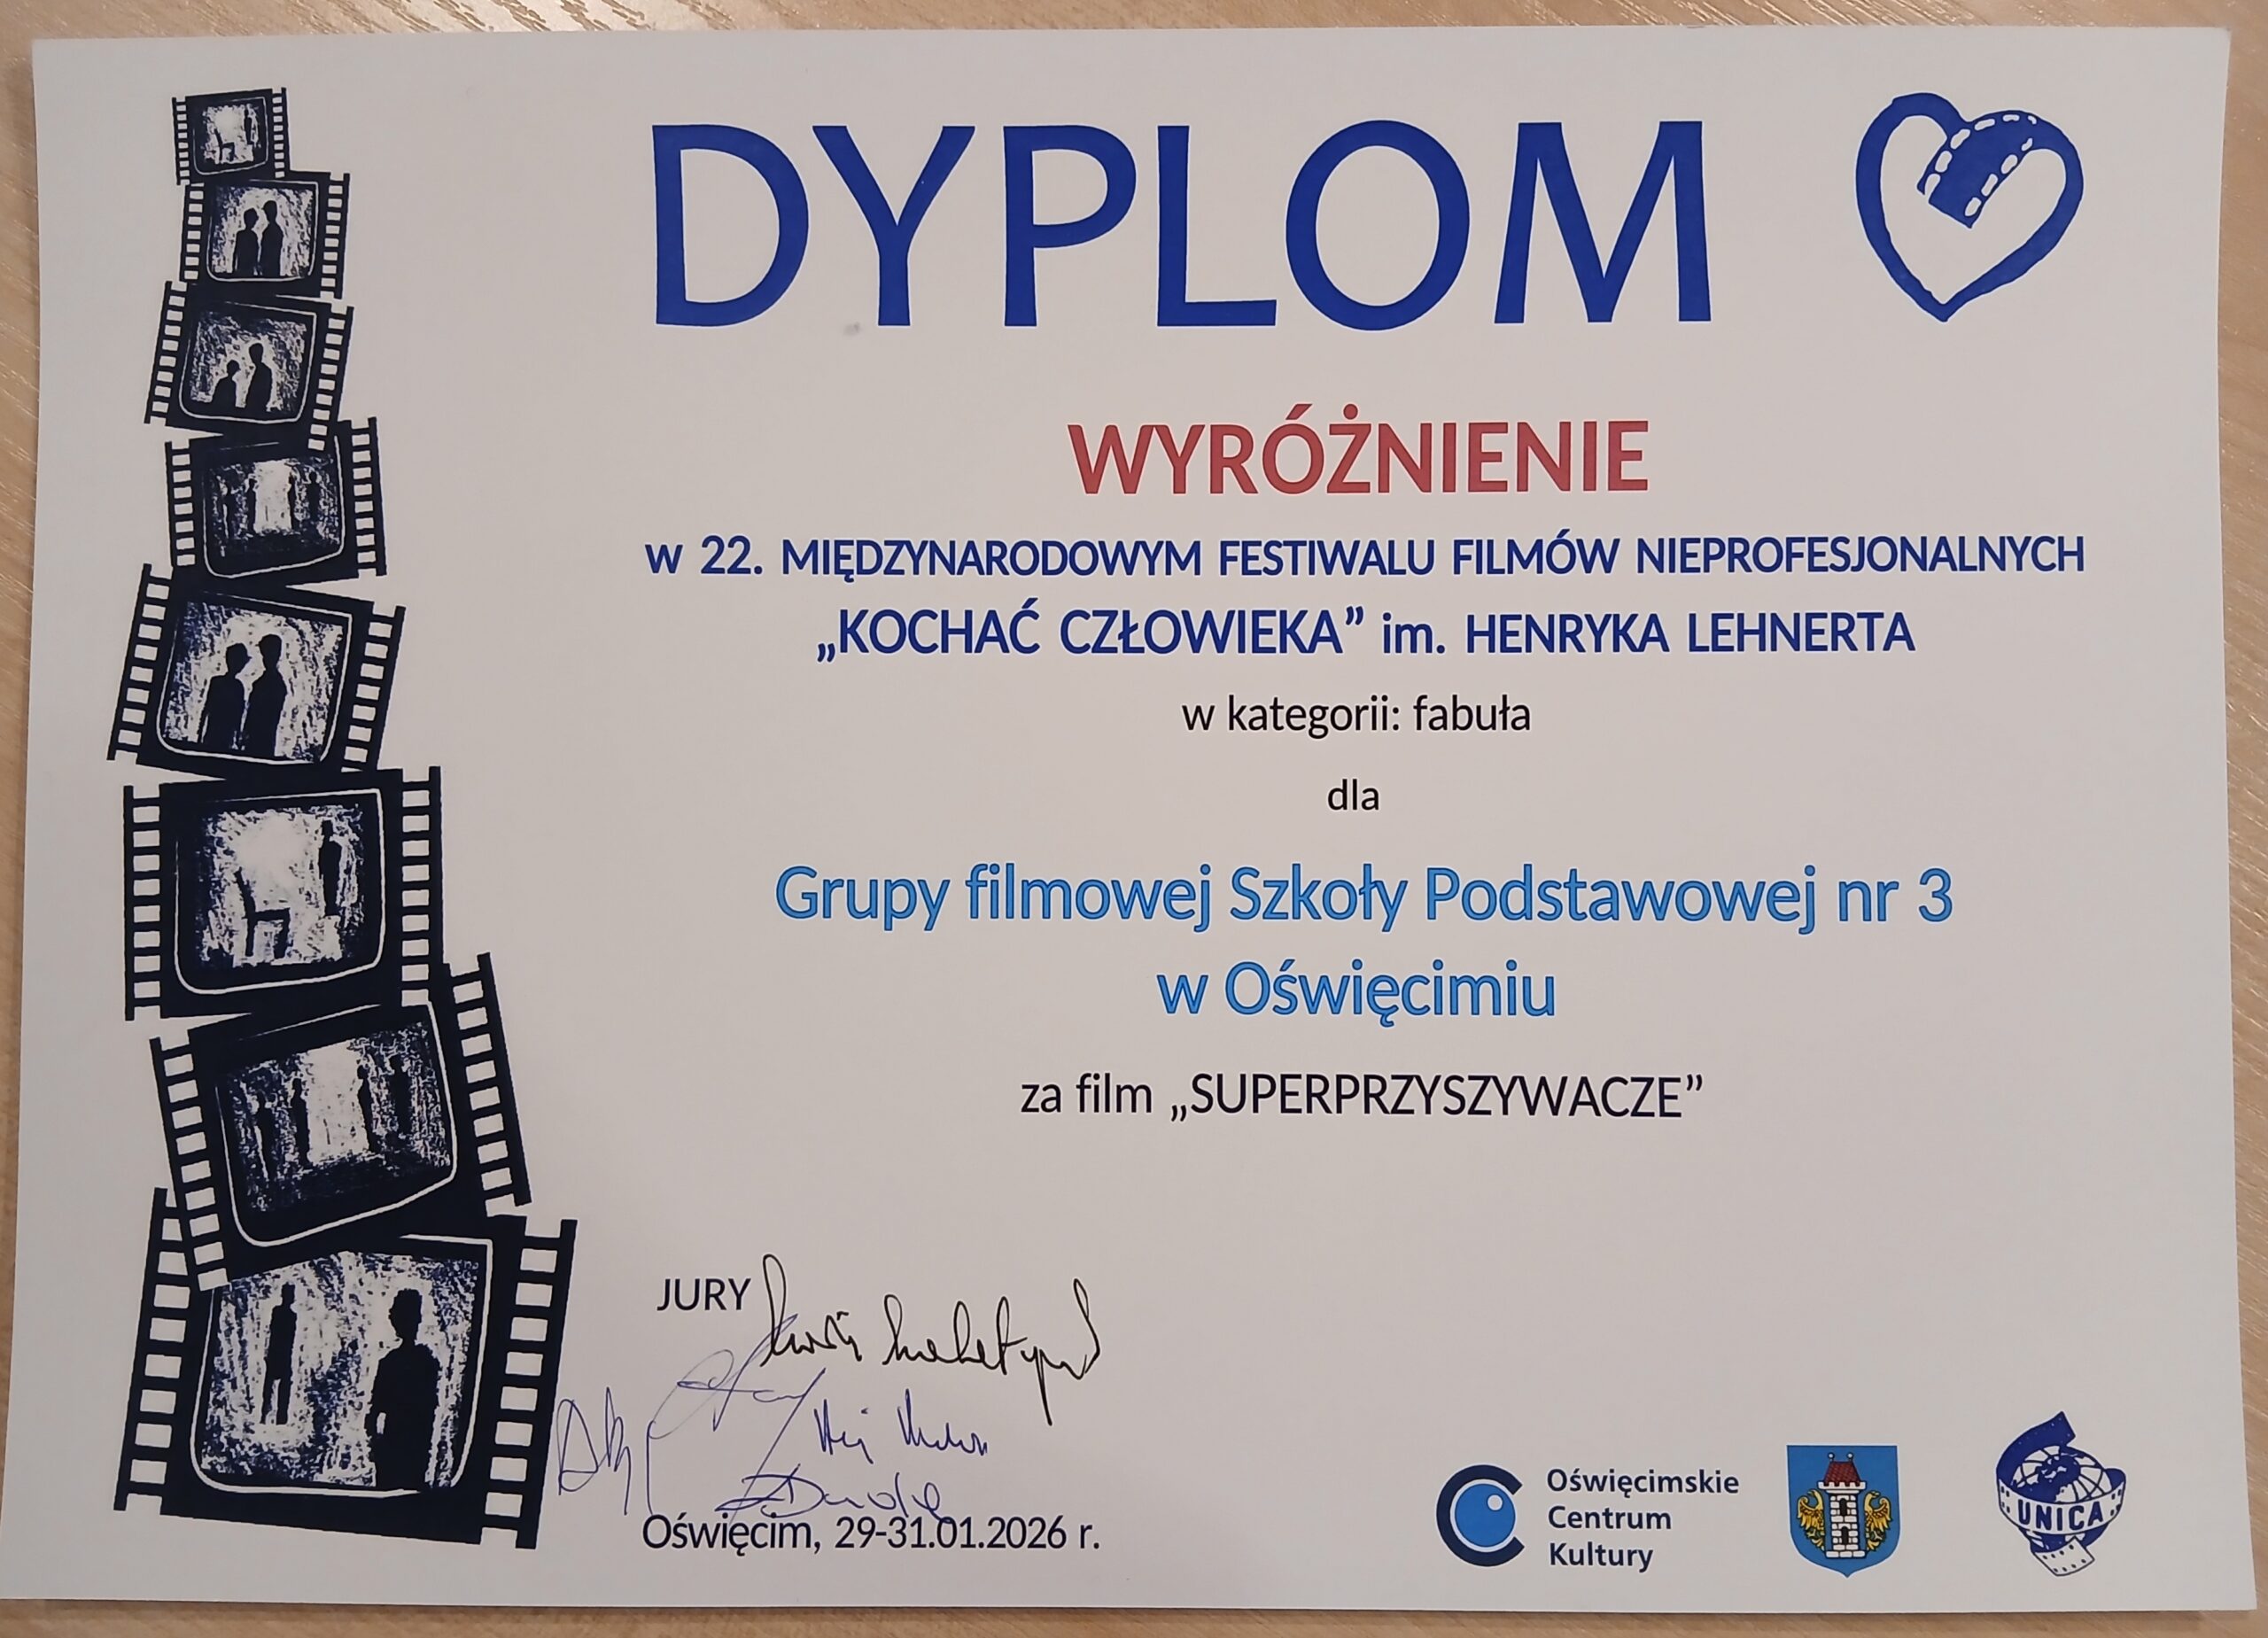 DYPLOM
WYRÓŻNIENIE
w 22. MIĘDZYNARODOWYM FESTIWALU FILMÓW NIEPROFESJONALNYCH
„KOCHAĆ CZŁOWIEKA” im. HENRYKA LEHNERTA
w kategorii: fabuła
dla
Grupy filmowej Szkoły Podstawowej nr 3
w Oświęcimiu
za film „SUPERPRZYSZYWACZE”
JURY
Oświęcim, 29-31.01.2026 r.
Oświęcimskie
Centrum
Kultury
UNICA